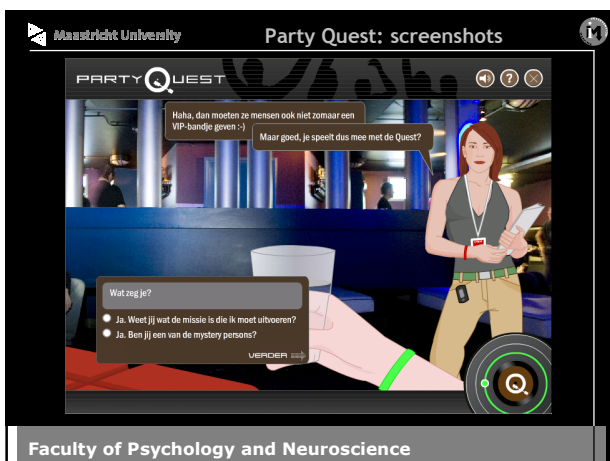 Maastricht University
Party Quest: screenshots
PARTY QUEST
?
Haha, dan moeten ze mensen ook niet zomaar een
VIP-bandje geven :-)
Maar goed, je speelt dus mee met de Quest?
Wat zeg je?
Ja. Weet jij wat de missie is die ik moet uitvoeren?
Ja. Ben jij een van de mystery persons?
VERDER
Q
Faculty of Psychology and Neuroscience